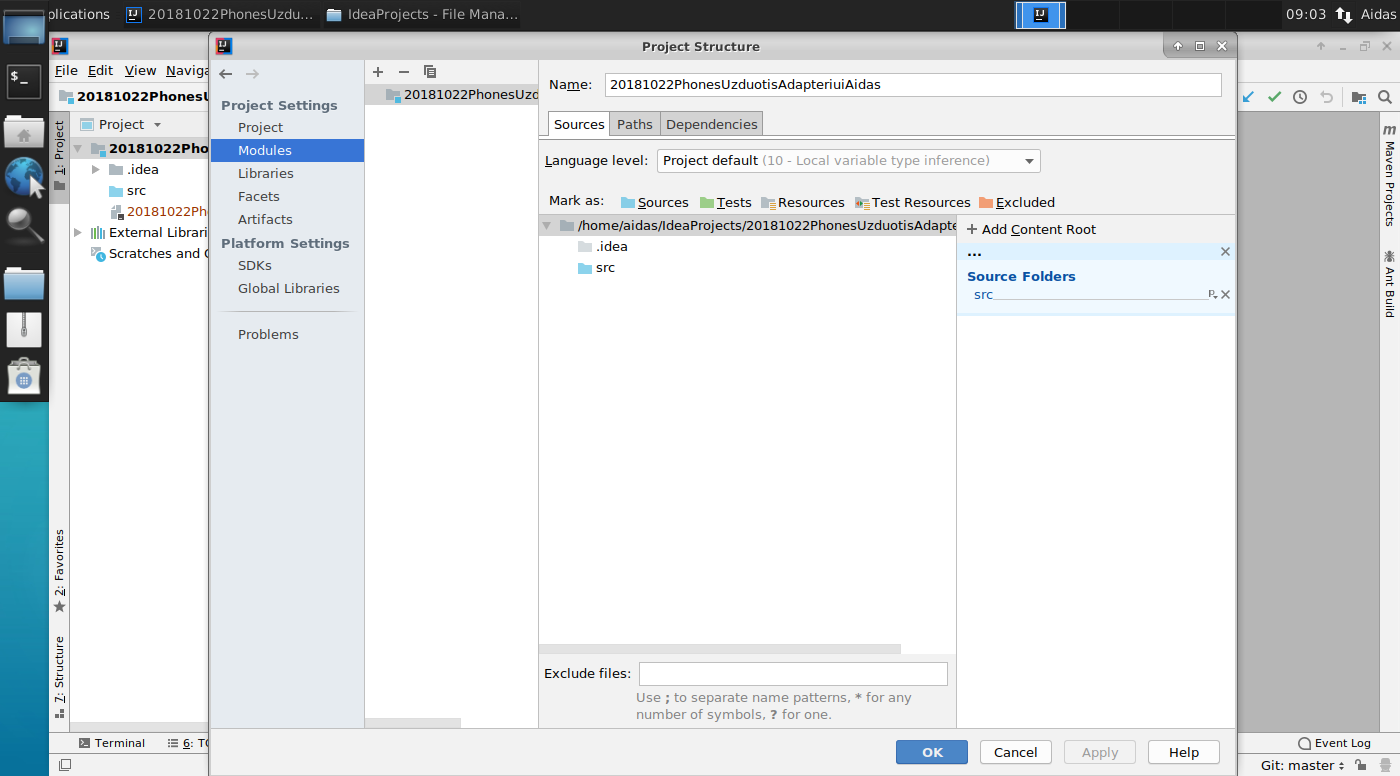 plications
20181022PhonesUzdu...
IdeaProjects - File Mana...
09:03
Aidas
Project Structure
File Edit View Naviga
20181022PhonesU
Project
1: Project
20181022Pho
.idea
src
20181022Ph
External Librari
Scratches and C
2: Favorites
7: Structure
Terminal
6: TO
Project Settings
Project
Modules
Libraries
Facets
Artifacts
Platform Settings
SDKs
Global Libraries
Problems
20181022PhonesUzd
Name: 20181022PhonesUzduotisAdapteriuiAidas
Sources Paths Dependencies
Language level: Project default (10 - Local variable type inference)
Mark as: Sources Tests Resources Test Resources Excluded
/home/aidas/IdeaProjects/20181022PhonesUzduotisAdapte
.idea
src
+ Add Content Root
...
Source Folders
src
Exclude files:
Use ; to separate name patterns, * for any
number of symbols, ? for one.
OK Cancel Apply Help
m
Maven Projects
Ant Build
Event Log
Git: master